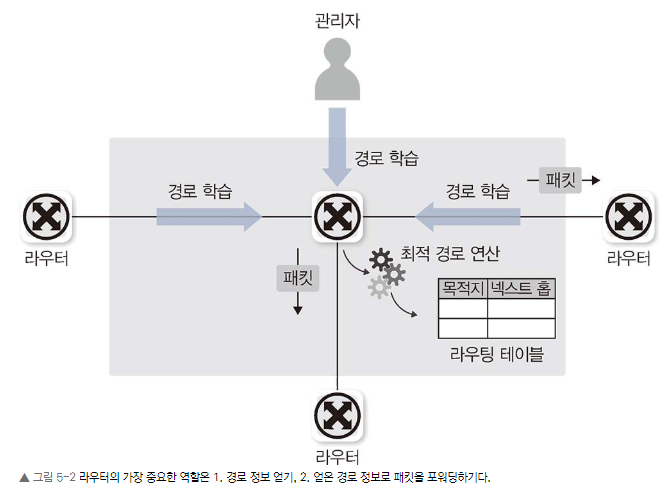 관리자
경로 학습
경로 학습
경로 학습
패킷
라우터
라우터
패킷
최적 경로 연산
목적지 넥스트 홉
라우팅 테이블
라우터
▲ 그림 5-2 라우터의 가장 중요한 역할은 1. 경로 정보 얻기, 2. 얻은 경로 정보로 패킷을 포워딩하기다.